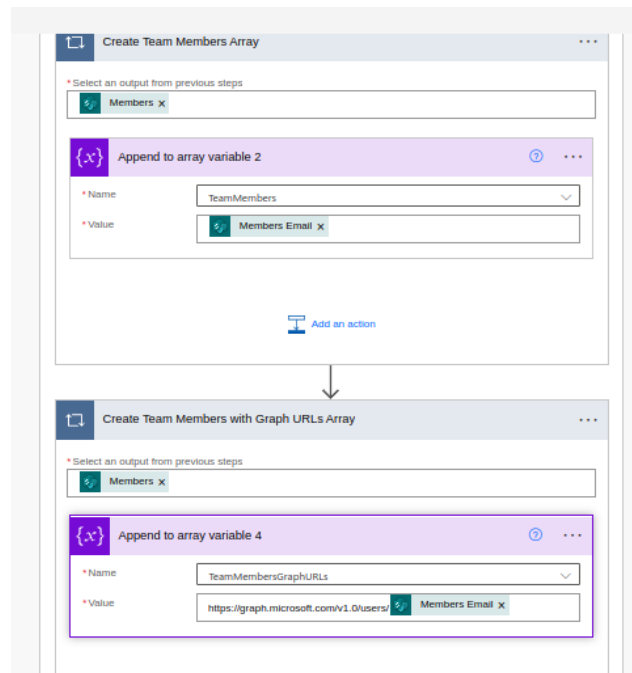 Create Team Members Array
* Select an output from previous steps
Members x
{x} Append to array variable 2
* Name TeamMembers
* Value Members Email x
Add an action
Create Team Members with Graph URLs Array
* Select an output from previous steps
Members x
{x} Append to array variable 4
* Name TeamMembersGraphURLs
* Value https://graph.microsoft.com/v1.0/users/ Members Email x